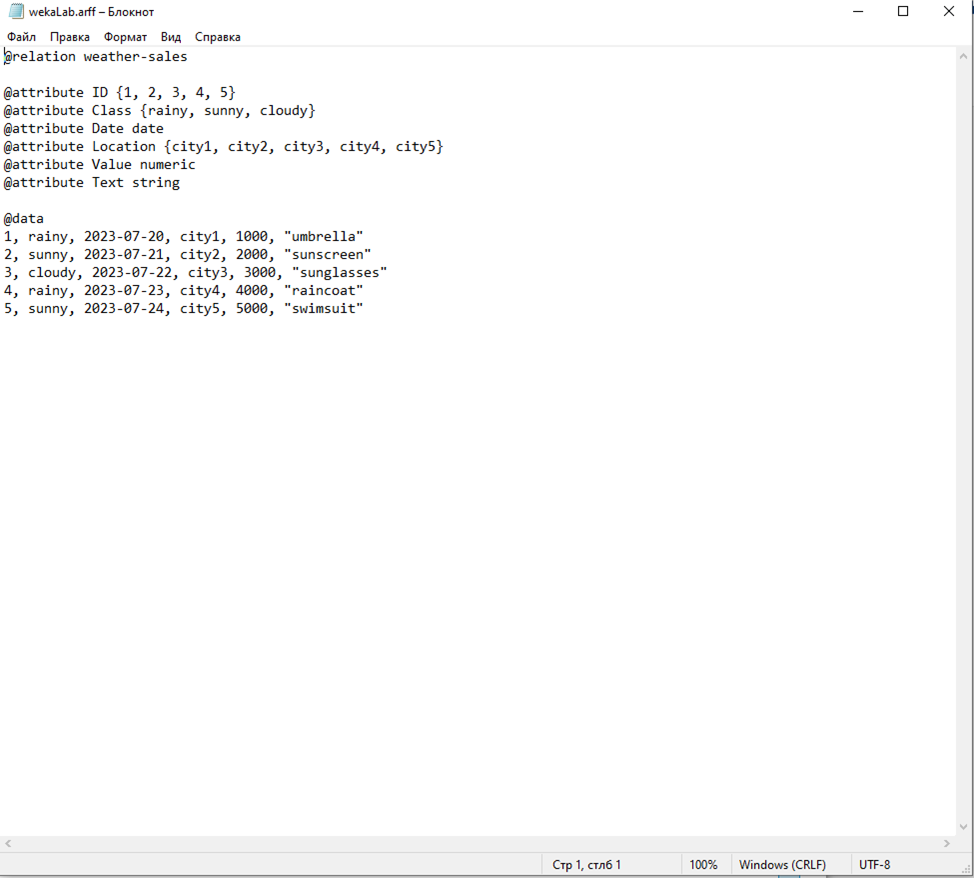 wekaLab.arff – Блокнот
Файл Правка Формат Вид Справка
@relation weather-sales
@attribute ID {1, 2, 3, 4, 5}
@attribute Class {rainy, sunny, cloudy}
@attribute Date date
@attribute Location {city1, city2, city3, city4, city5}
@attribute Value numeric
@attribute Text string
@data
1, rainy, 2023-07-20, city1, 1000, "umbrella"
2, sunny, 2023-07-21, city2, 2000, "sunscreen"
3, cloudy, 2023-07-22, city3, 3000, "sunglasses"
4, rainy, 2023-07-23, city4, 4000, "raincoat"
5, sunny, 2023-07-24, city5, 5000, "swimsuit"
Стр 1, стлб 1 100% Windows (CRLF) UTF-8